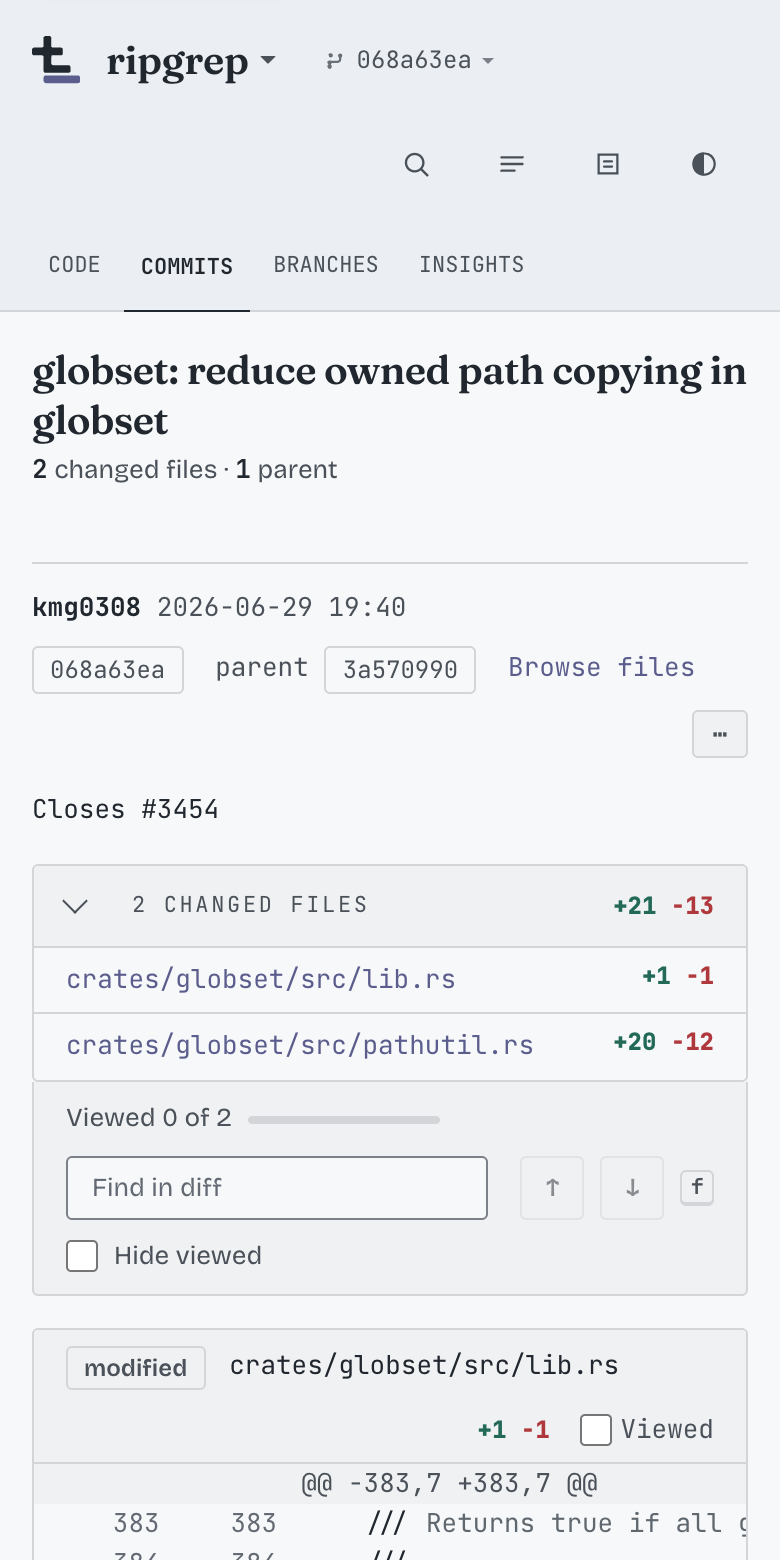 ripgrep 068a63ea
CODE COMMITS BRANCHES INSIGHTS
globset: reduce owned path copying in
globset
2 changed files · 1 parent
kmg0308 2026-06-29 19:40
068a63ea parent 3a570990 Browse files
…
Closes #3454
2 CHANGED FILES +21 -13
crates/globset/src/lib.rs +1 -1
crates/globset/src/pathutil.rs +20 -12
Viewed 0 of 2
Find in diff ↑ ↓ f
Hide viewed
modified crates/globset/src/lib.rs
+1 -1 Viewed
@@ -383,7 +383,7 @@
383 383 /// Returns true if all
384 384 ///